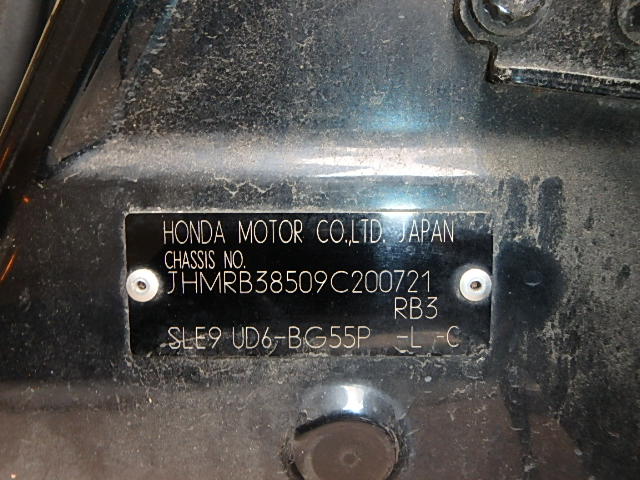 HONDA MOTOR CO.,LTD. JAPAN
CHASSIS NO.
JHMRB38509C200721
RB3
SLE9 UD6-BG55P -L -C